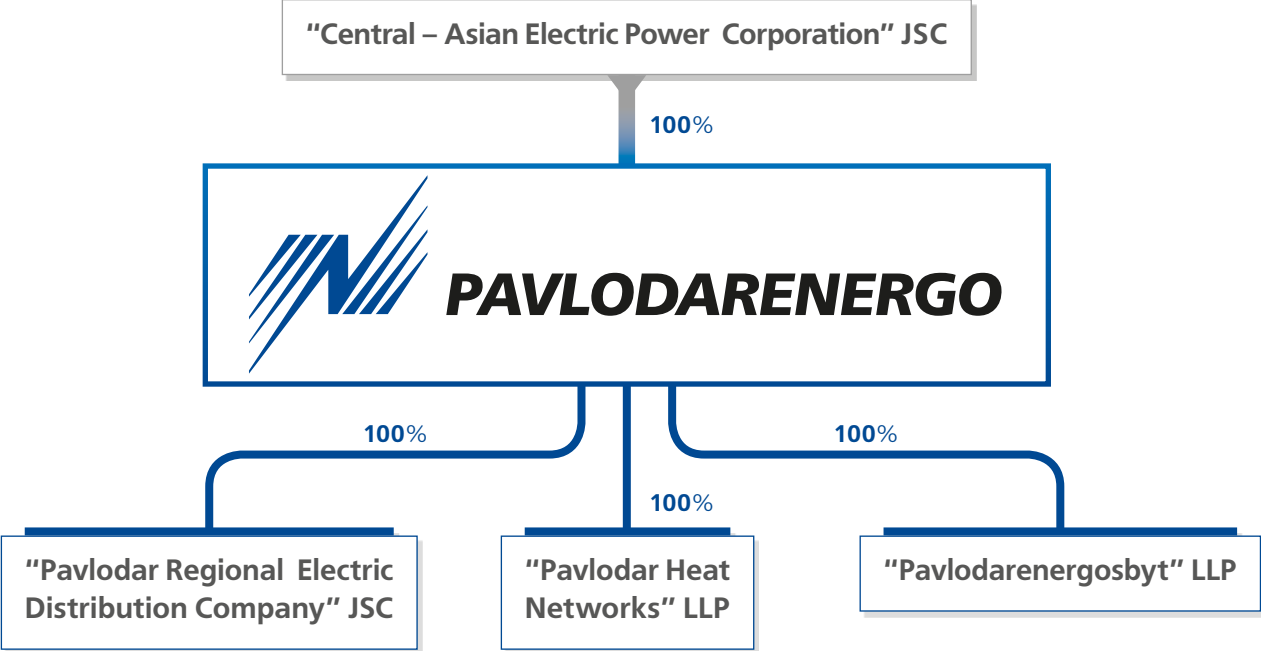 “Central – Asian Electric Power Corporation” JSC
100%
PAVLODARENERGO
100%
100%
100%
“Pavlodar Regional Electric
Distribution Company” JSC
“Pavlodar Heat
Networks” LLP
“Pavlodarenergosbyt” LLP